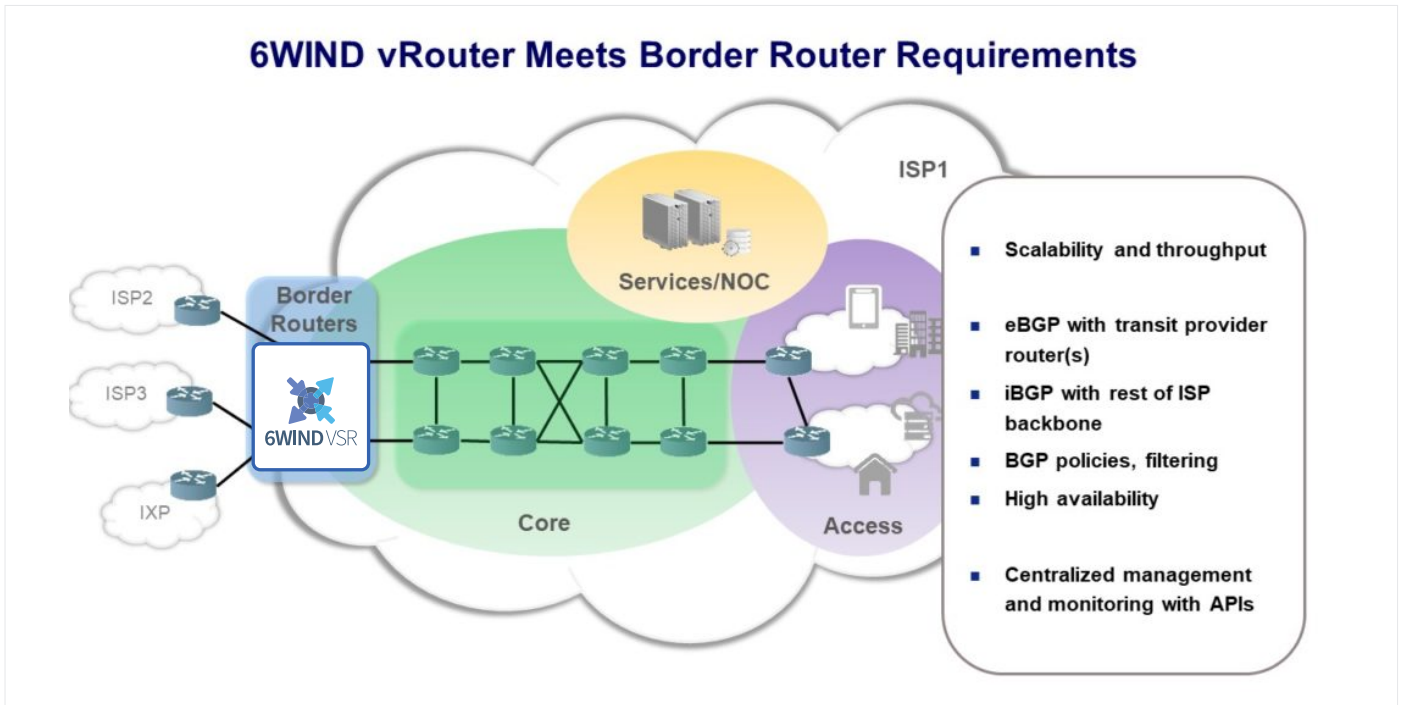 6WIND vRouter Meets Border Router Requirements
ISP1
Services/NOC
ISP2
Border
Routers
ISP3
6WIND VSR
IXP
Core
Access
Scalability and throughput
eBGP with transit provider
router(s)
iBGP with rest of ISP
backbone
BGP policies, filtering
High availability
Centralized management
and monitoring with APIs